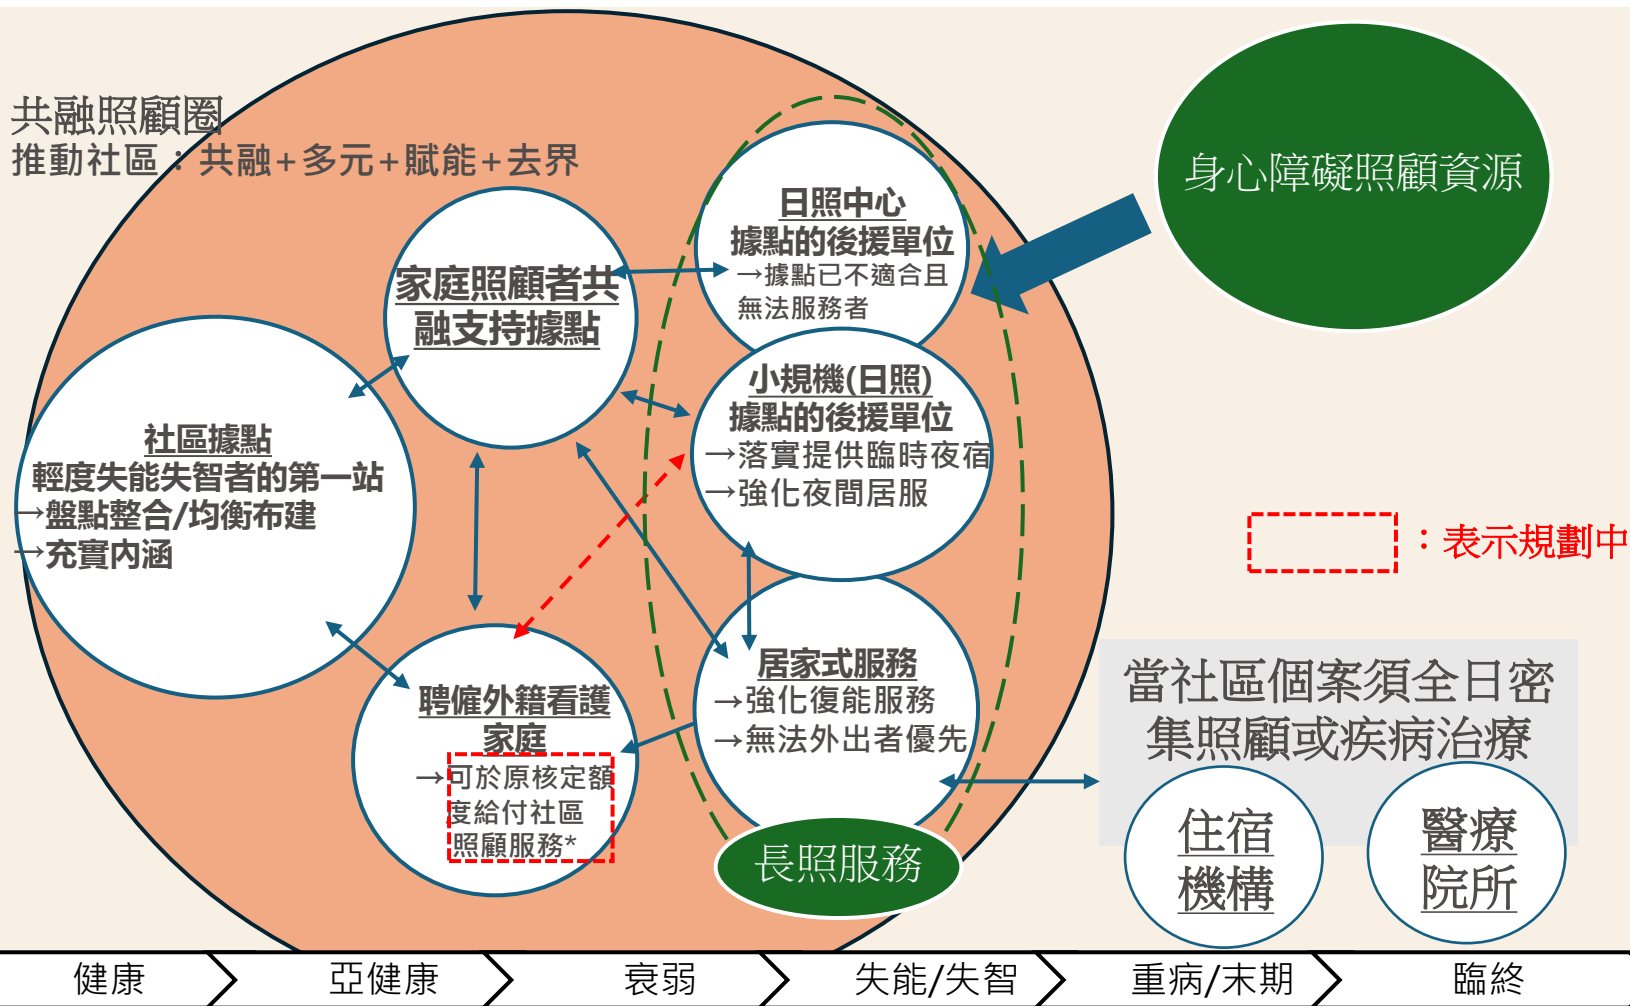 共融照顧圈
推動社區：共融+多元+賦能+去界
身心障礙照顧資源
日照中心
據點的後援單位
→據點已不適合且
無法服務者
家庭照顧者共
融支持據點
小規機(日照)
據點的後援單位
→落實提供臨時夜宿
→強化夜間居服
社區據點
輕度失能失智者的第一站
→盤點整合/均衡布建
→充實內涵
：表示規劃中
居家式服務
→強化復能服務
→無法外出者優先
聘僱外籍看護
家庭
→可於原核定額
度給付社區
照顧服務*
長照服務
當社區個案須全日密
集照顧或疾病治療
住宿
機構
醫療
院所
健康
亞健康
衰弱
失能/失智
重病/末期
臨終